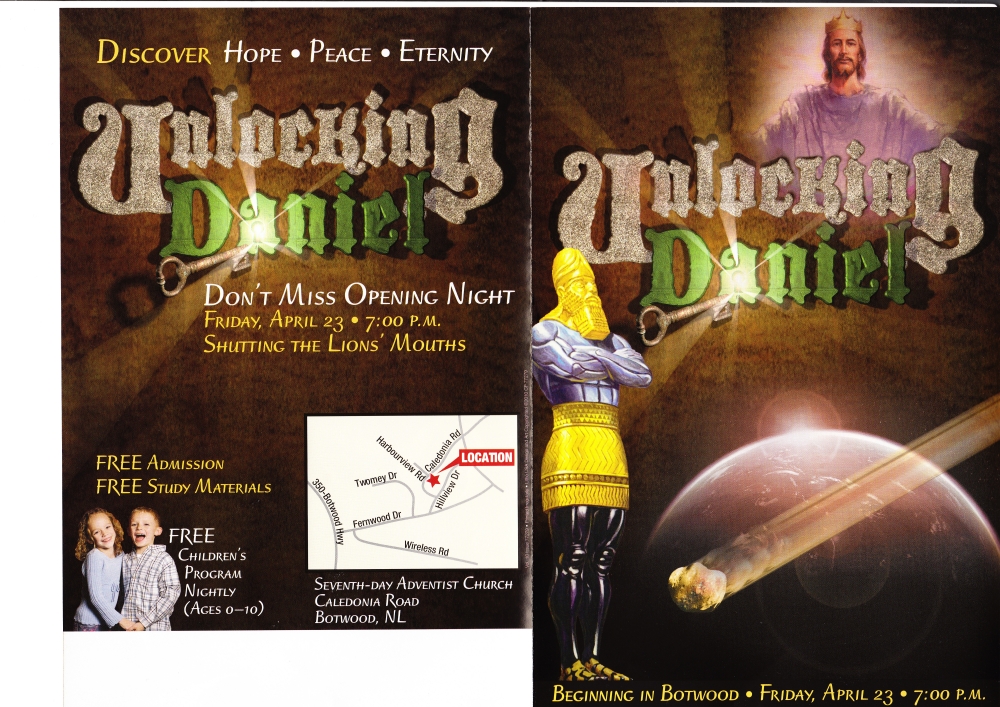 Discover Hope • Peace • Eternity
Unlocking
Daniel
Don't Miss Opening Night
Friday, April 23 • 7:00 p.m.
Shutting the Lions' Mouths
FREE Admission
FREE Study Materials
FREE
Children's
Program
Nightly
(Ages 0–10)
Harbourview Rd
Caledonia Rd
LOCATION
Twomey Dr
Hillview Dr
350-Botwood Hwy
Fernwood Dr
Wireless Rd
Seventh-day Adventist Church
Caledonia Road
Botwood, NL
Unlocking
Daniel
Beginning in Botwood • Friday, April 23 • 7:00 p.m.